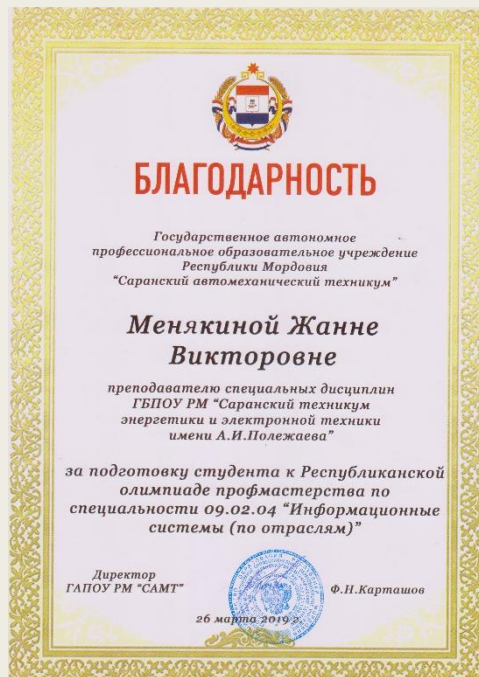 БЛАГОДАРНОСТЬ
Государственное автономное
профессиональное образовательное учреждение
Республики Мордовия
"Саранский автомеханический техникум"
Менякиной Жанне
Викторовне
преподавателю специальных дисциплин
ГБПОУ РМ "Саранский техникум
энергетики и электронной техники
имени А.И.Полежаева"
за подготовку студента к Республиканской
олимпиаде профмастерства по
специальности 09.02.04 "Информационные
системы (по отраслям)"
Директор
ГАПОУ РМ "САМТ" Ф.Н.Карташов
26 марта 2019 г.